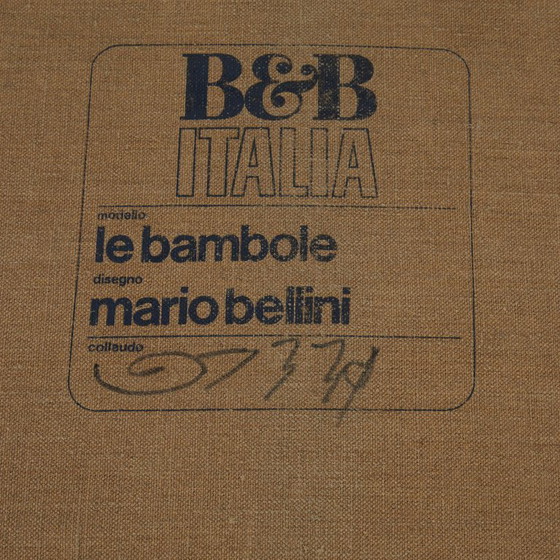 B&B
ITALIA
modello
le bambole
disegno
mario bellini
collaudo